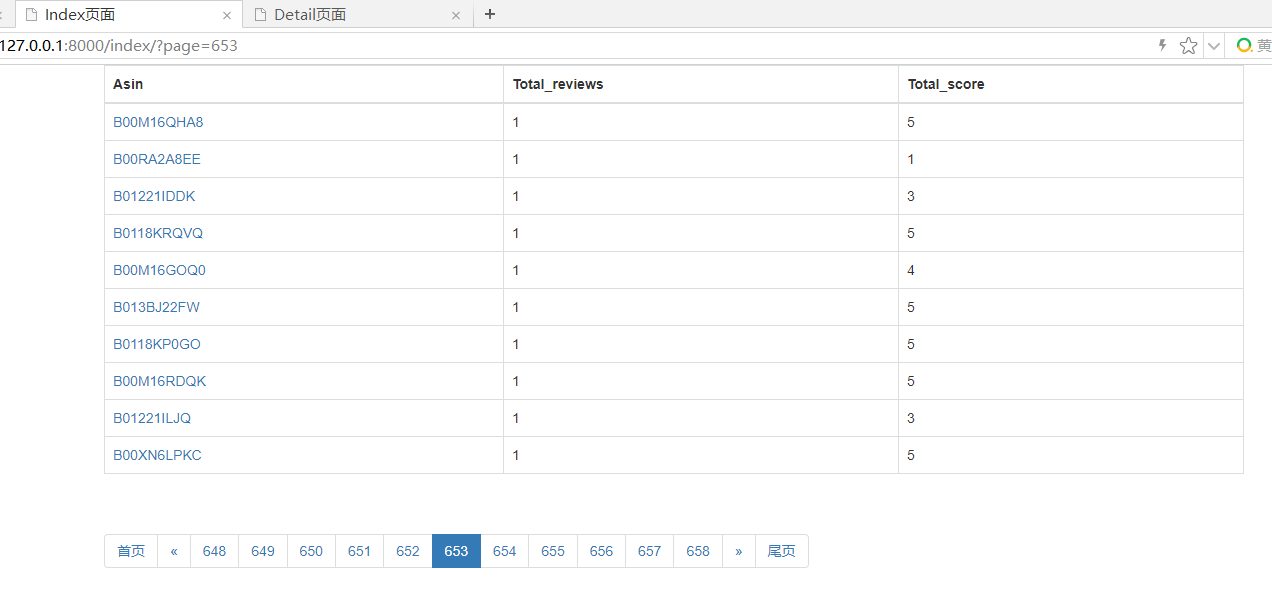 Index页面 × Detail页面 × +
127.0.0.1:8000/index/?page=653 黄
Asin Total_reviews Total_score
B00M16QHA8 1 5
B00RA2A8EE 1 1
B01221IDDK 1 3
B0118KRQVQ 1 5
B00M16GOQ0 1 4
B013BJ22FW 1 5
B0118KP0GO 1 5
B00M16RDQK 1 5
B01221ILJQ 1 3
B00XN6LPKC 1 5
首页 « 648 649 650 651 652 653 654 655 656 657 658 » 尾页